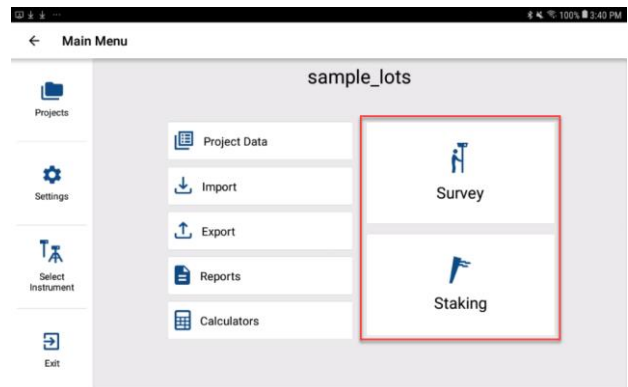 100% 3:40 PM
Main Menu
sample_lots
Projects
Settings
Select
Instrument
Exit
Project Data
Import
Export
Reports
Calculators
Survey
Staking